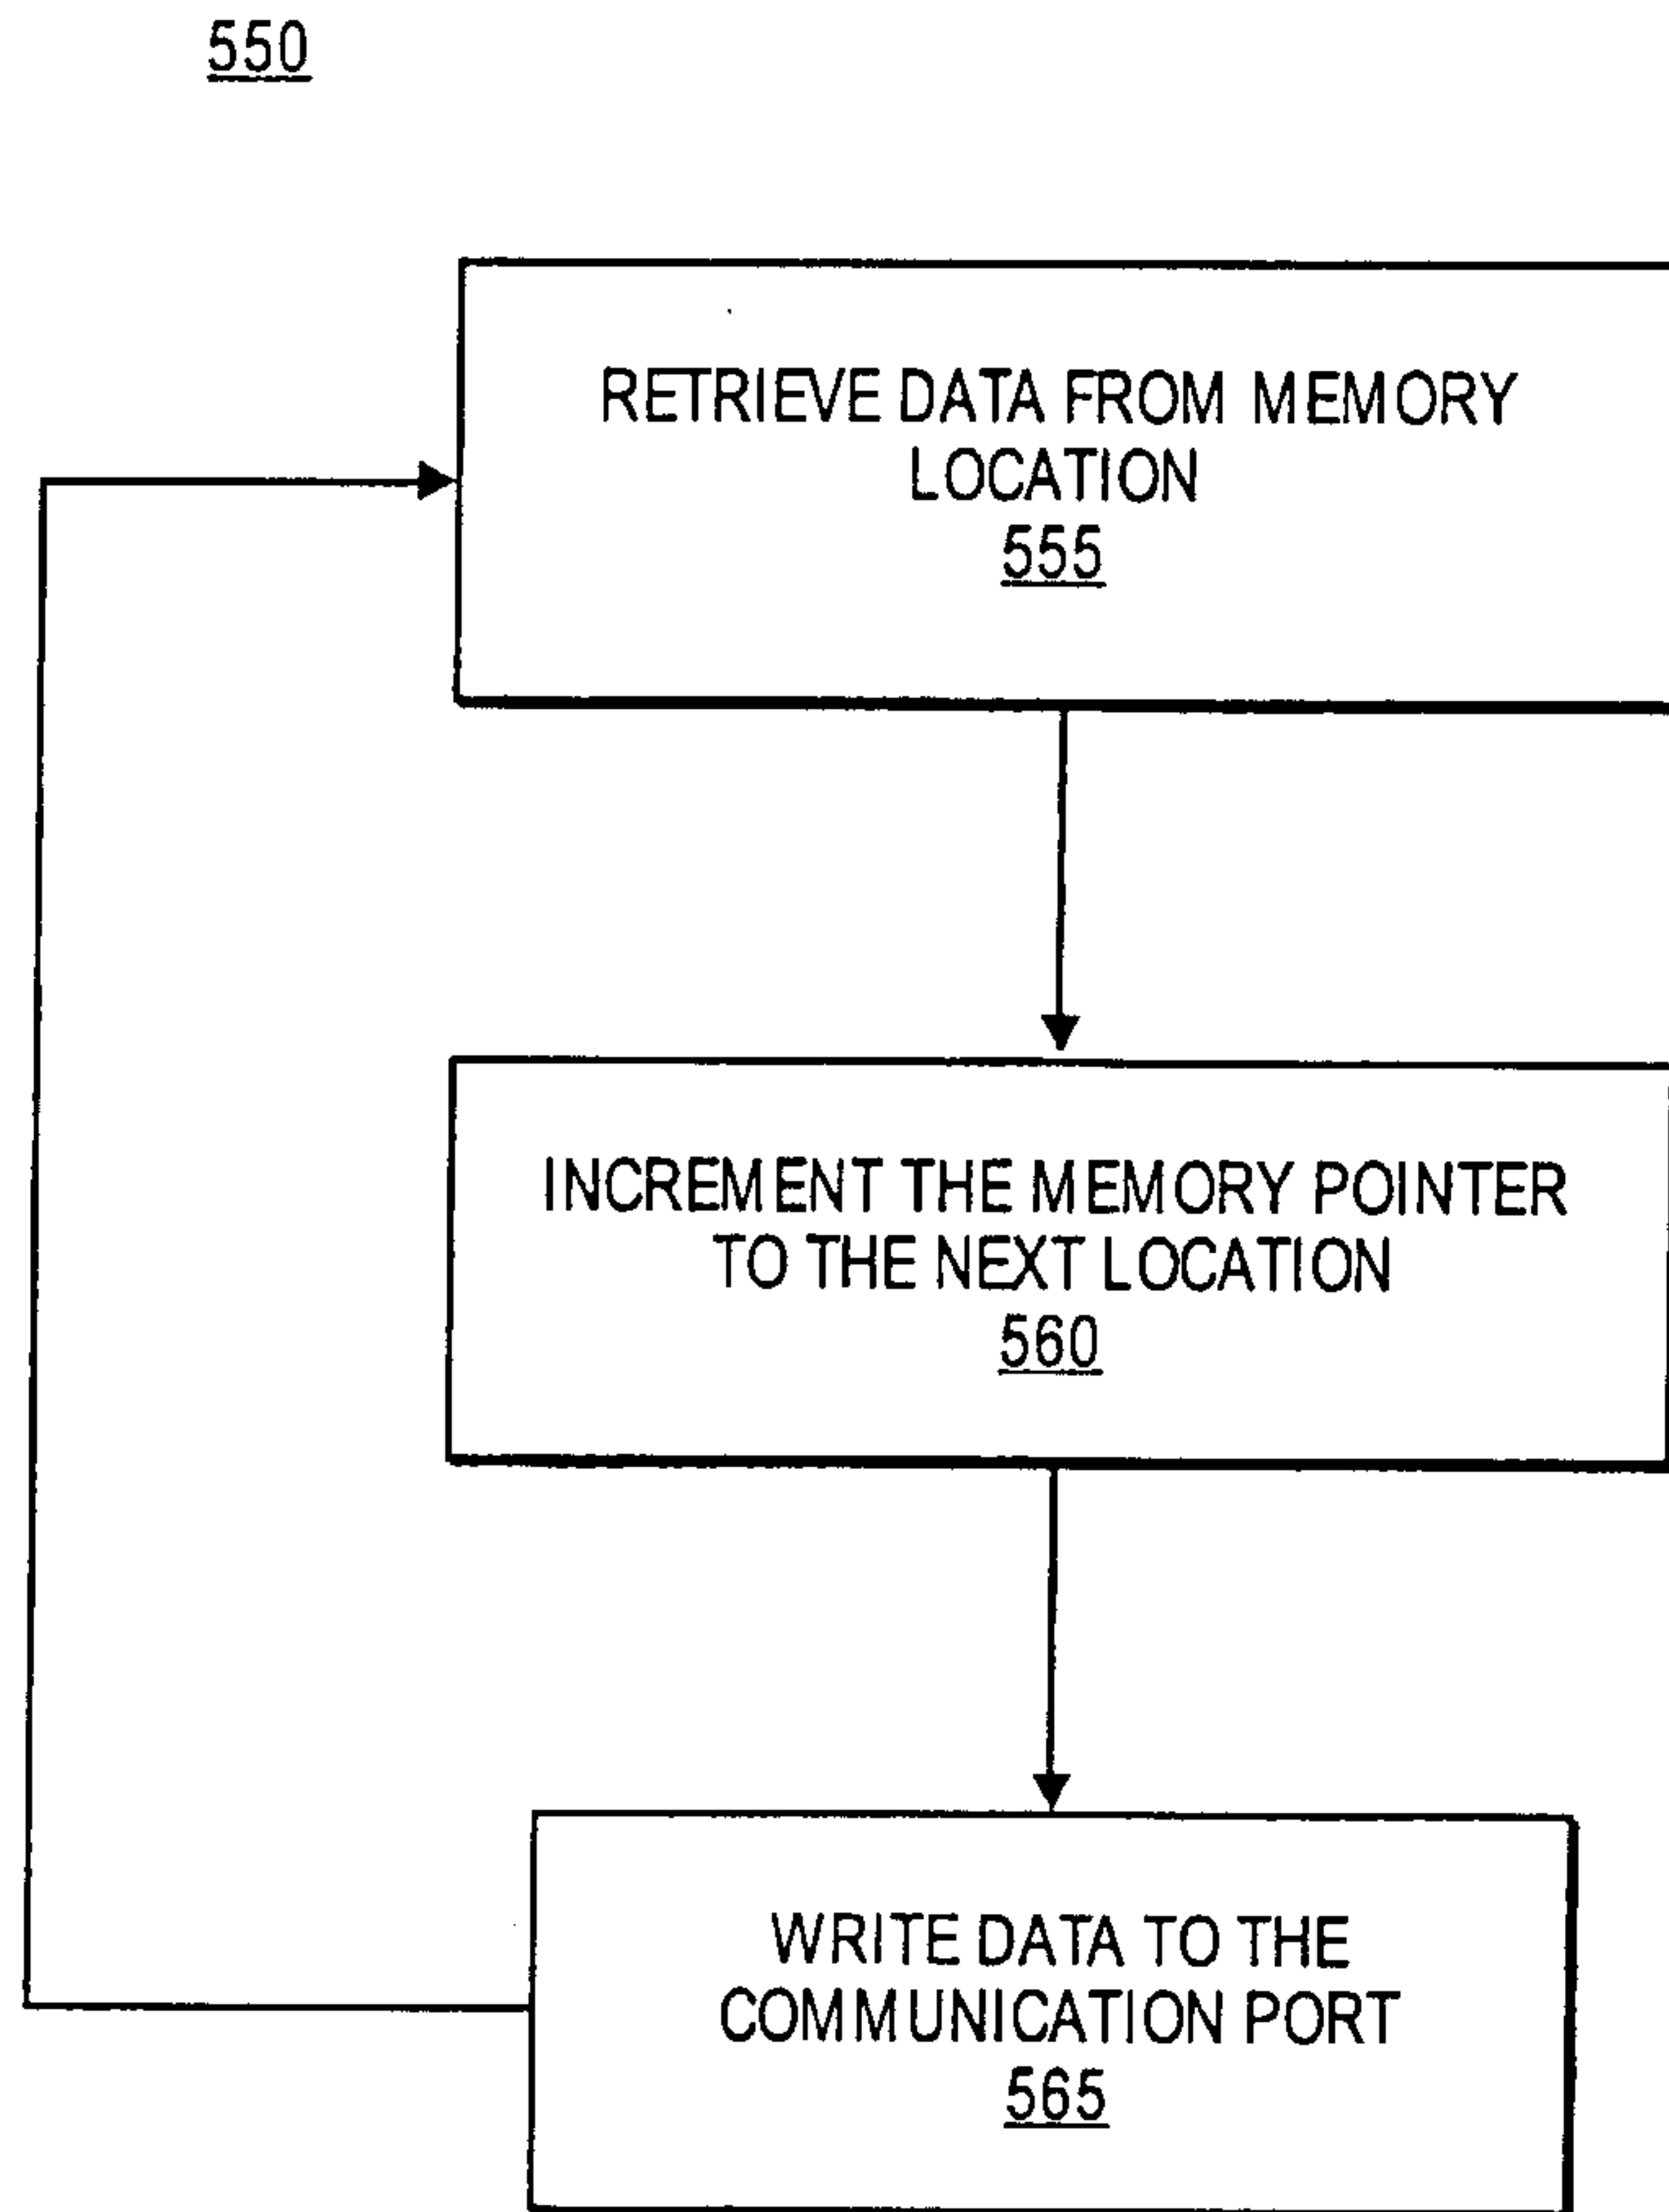 550
RETRIEVE DATA FROM MEMORY
LOCATION
555
INCREMENT THE MEMORY POINTER
TO THE NEXT LOCATION
560
WRITE DATA TO THE
COMMUNICATION PORT
565